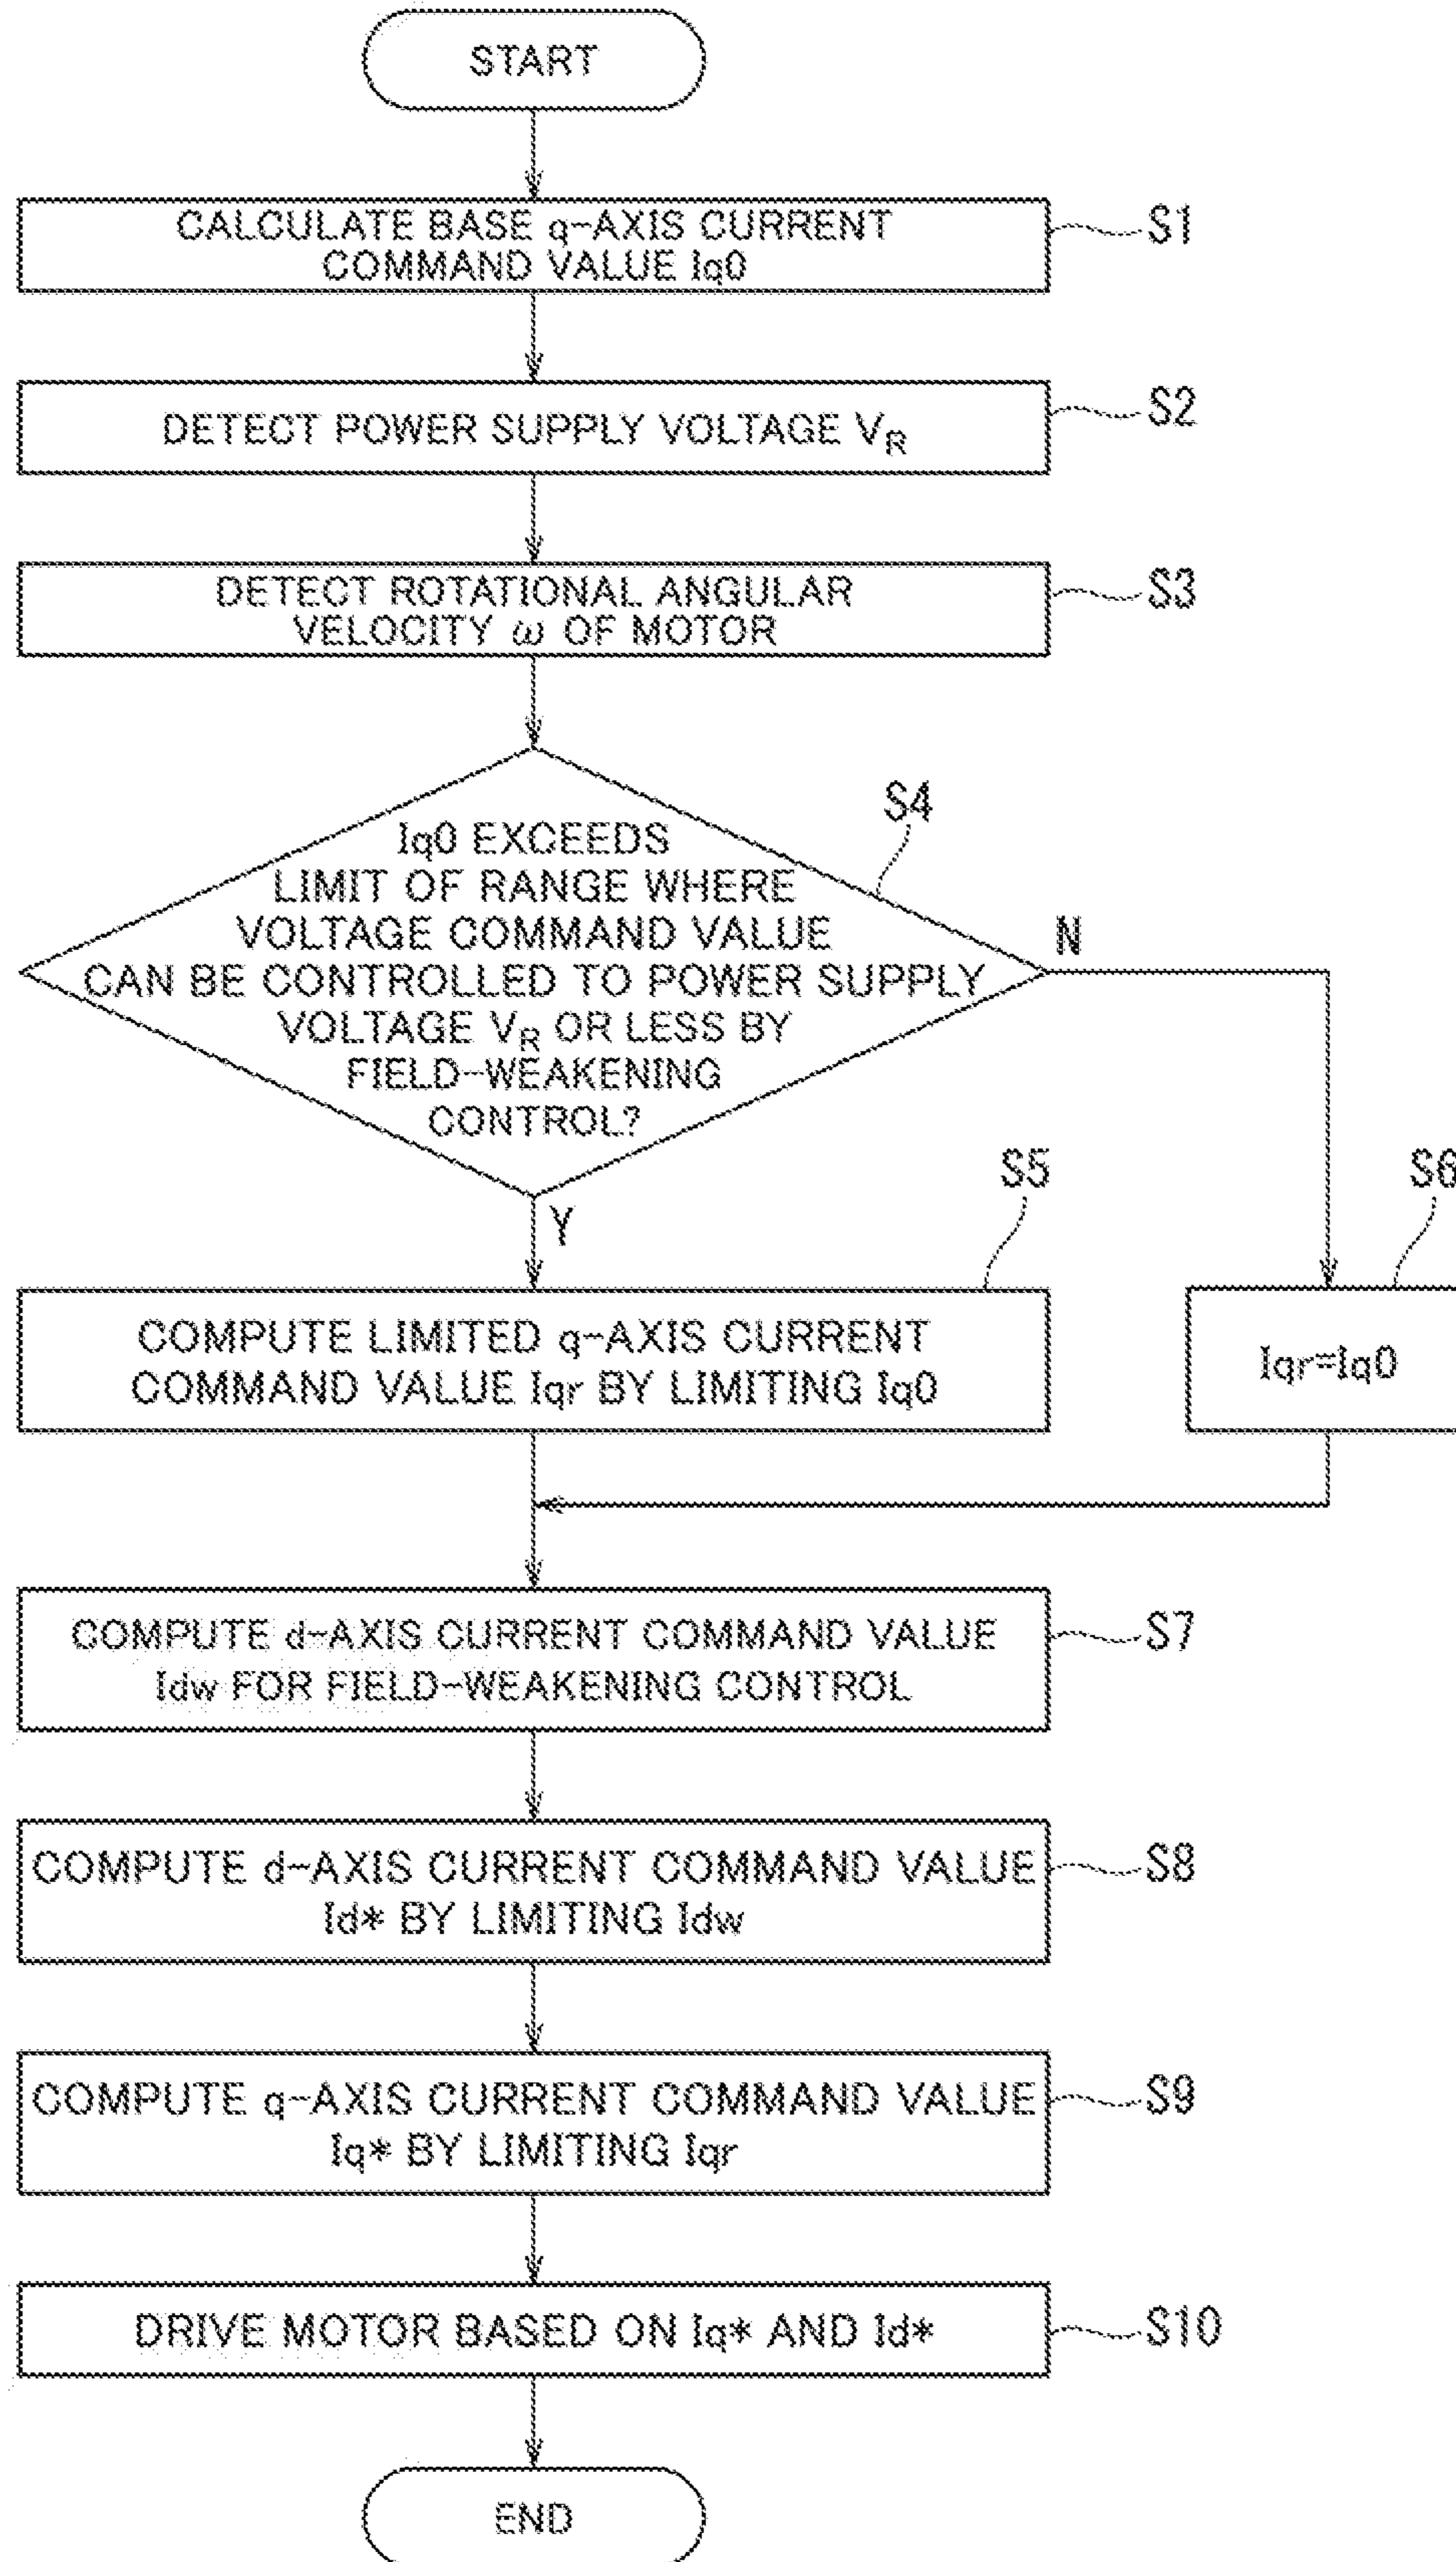 START
CALCULATE BASE q-AXIS CURRENT
COMMAND VALUE Iq0
S1
DETECT POWER SUPPLY VOLTAGE VR
S2
DETECT ROTATIONAL ANGULAR
VELOCITY ω OF MOTOR
S3
S4
Iq0 EXCEEDS
LIMIT OF RANGE WHERE
VOLTAGE COMMAND VALUE
CAN BE CONTROLLED TO POWER SUPPLY
VOLTAGE VR OR LESS BY
FIELD-WEAKENING
CONTROL?
N
Y
S5
S6
COMPUTE LIMITED q-AXIS CURRENT
COMMAND VALUE Iqr BY LIMITING Iq0
Iqr=Iq0
COMPUTE d-AXIS CURRENT COMMAND VALUE
Idw FOR FIELD-WEAKENING CONTROL
S7
COMPUTE d-AXIS CURRENT COMMAND VALUE
Id* BY LIMITING Idw
S8
COMPUTE q-AXIS CURRENT COMMAND VALUE
Iq* BY LIMITING Iqr
S9
DRIVE MOTOR BASED ON Iq* AND Id*
S10
END